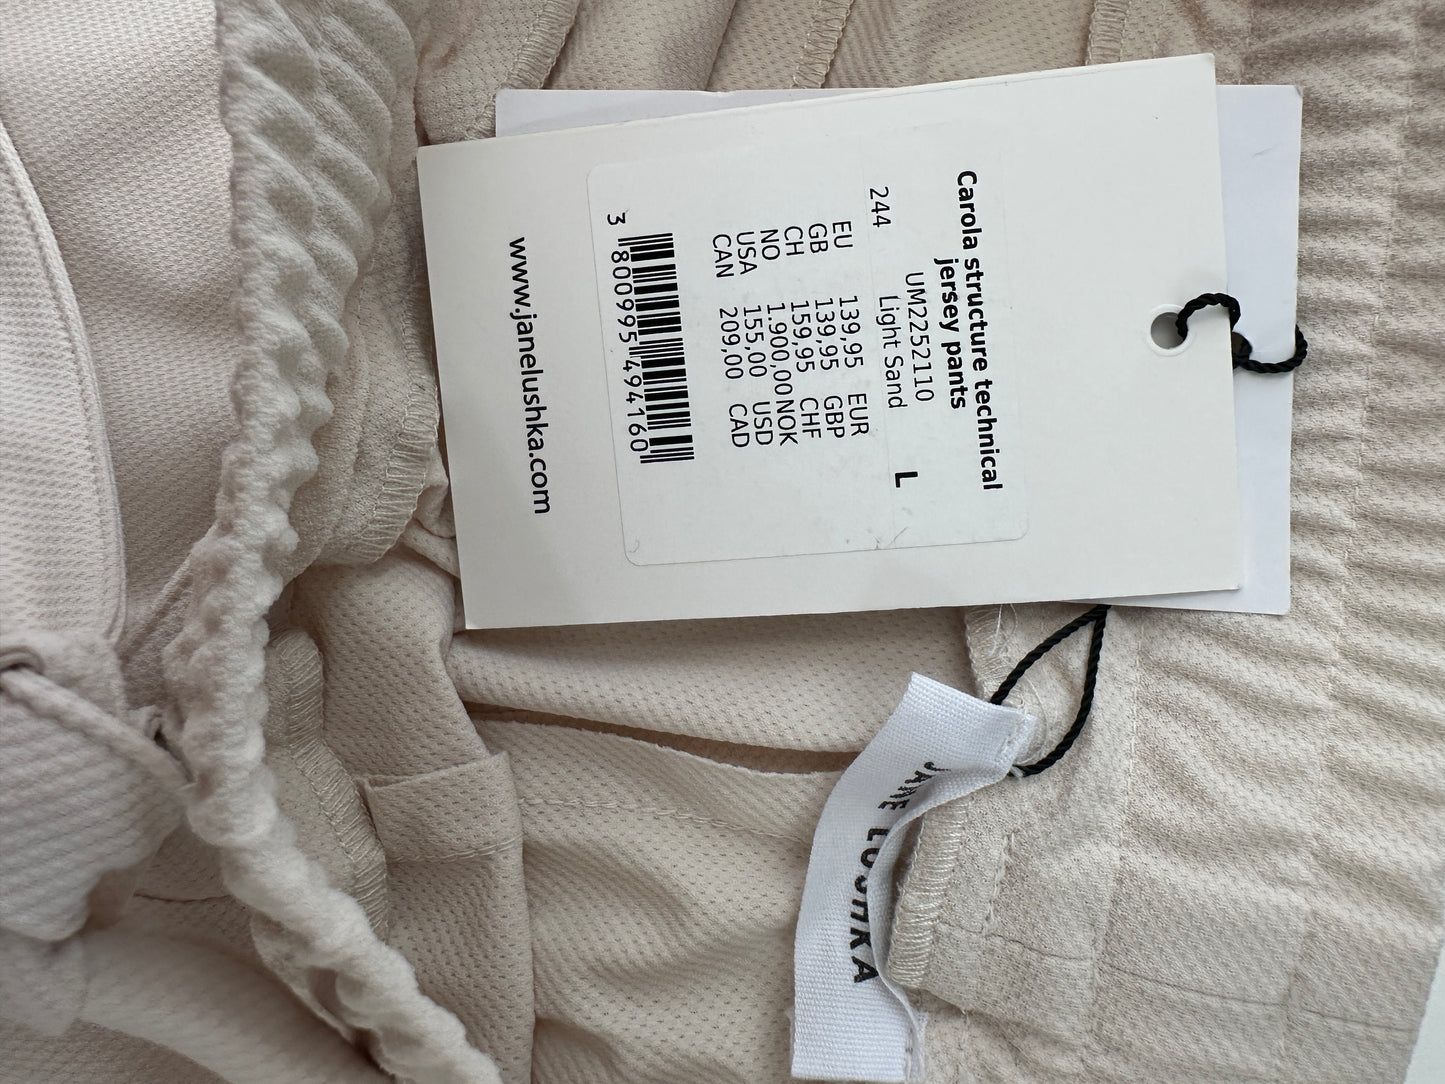 Carola structure technical
jersey pants
UM2252110
244 Light Sand L
EU 139,95 EUR
GB 139,95 GBP
CH 159,95 CHF
NO 1.900,00 NOK
USA 155,00 USD
CAN 209,00 CAD
3 800995 494160
www.janelushka.com
JANE LUSHKA